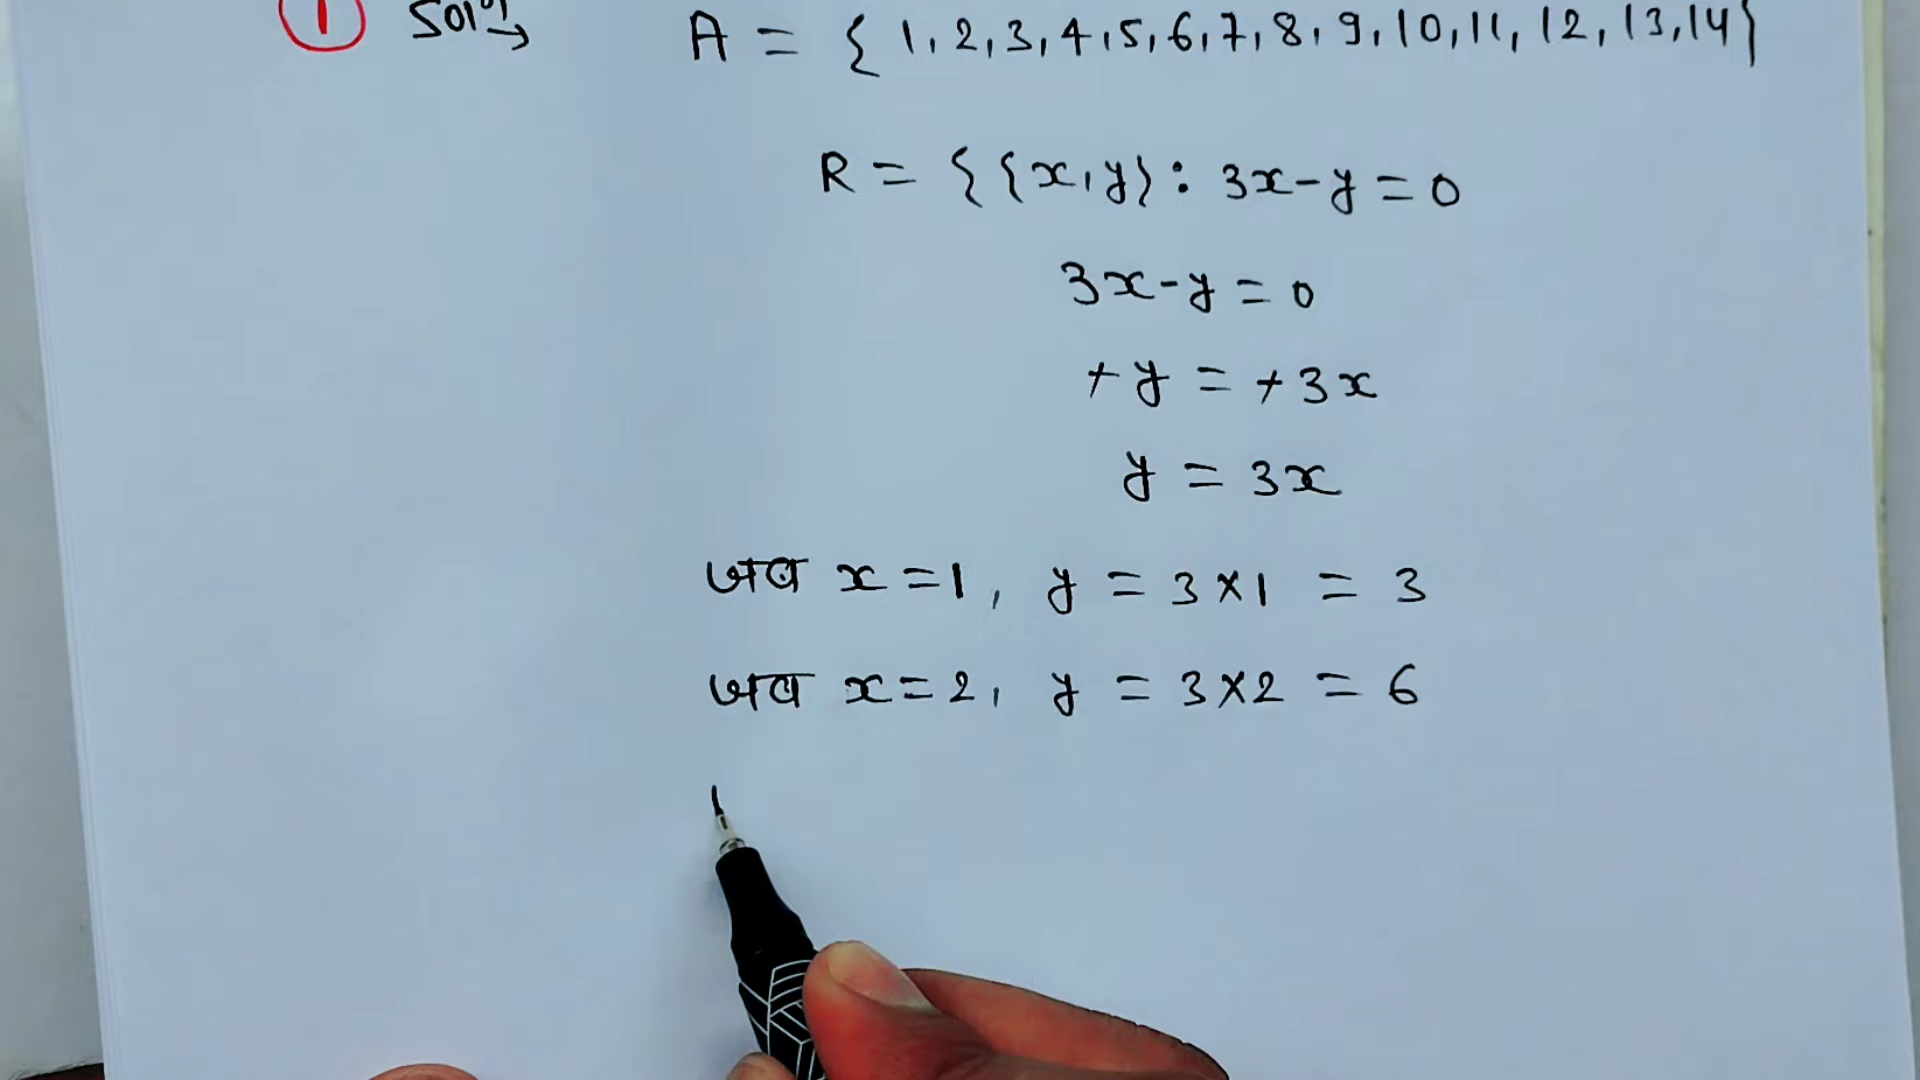 ① Solⁿ→ A = { 1, 2, 3, 4, 5, 6, 7, 8, 9, 10, 11, 12, 13, 14}
R = { {x, y} : 3x - y = 0
3x - y = 0
+ y = + 3x
y = 3x
जब x = 1, y = 3 × 1 = 3
जब x = 2, y = 3 × 2 = 6